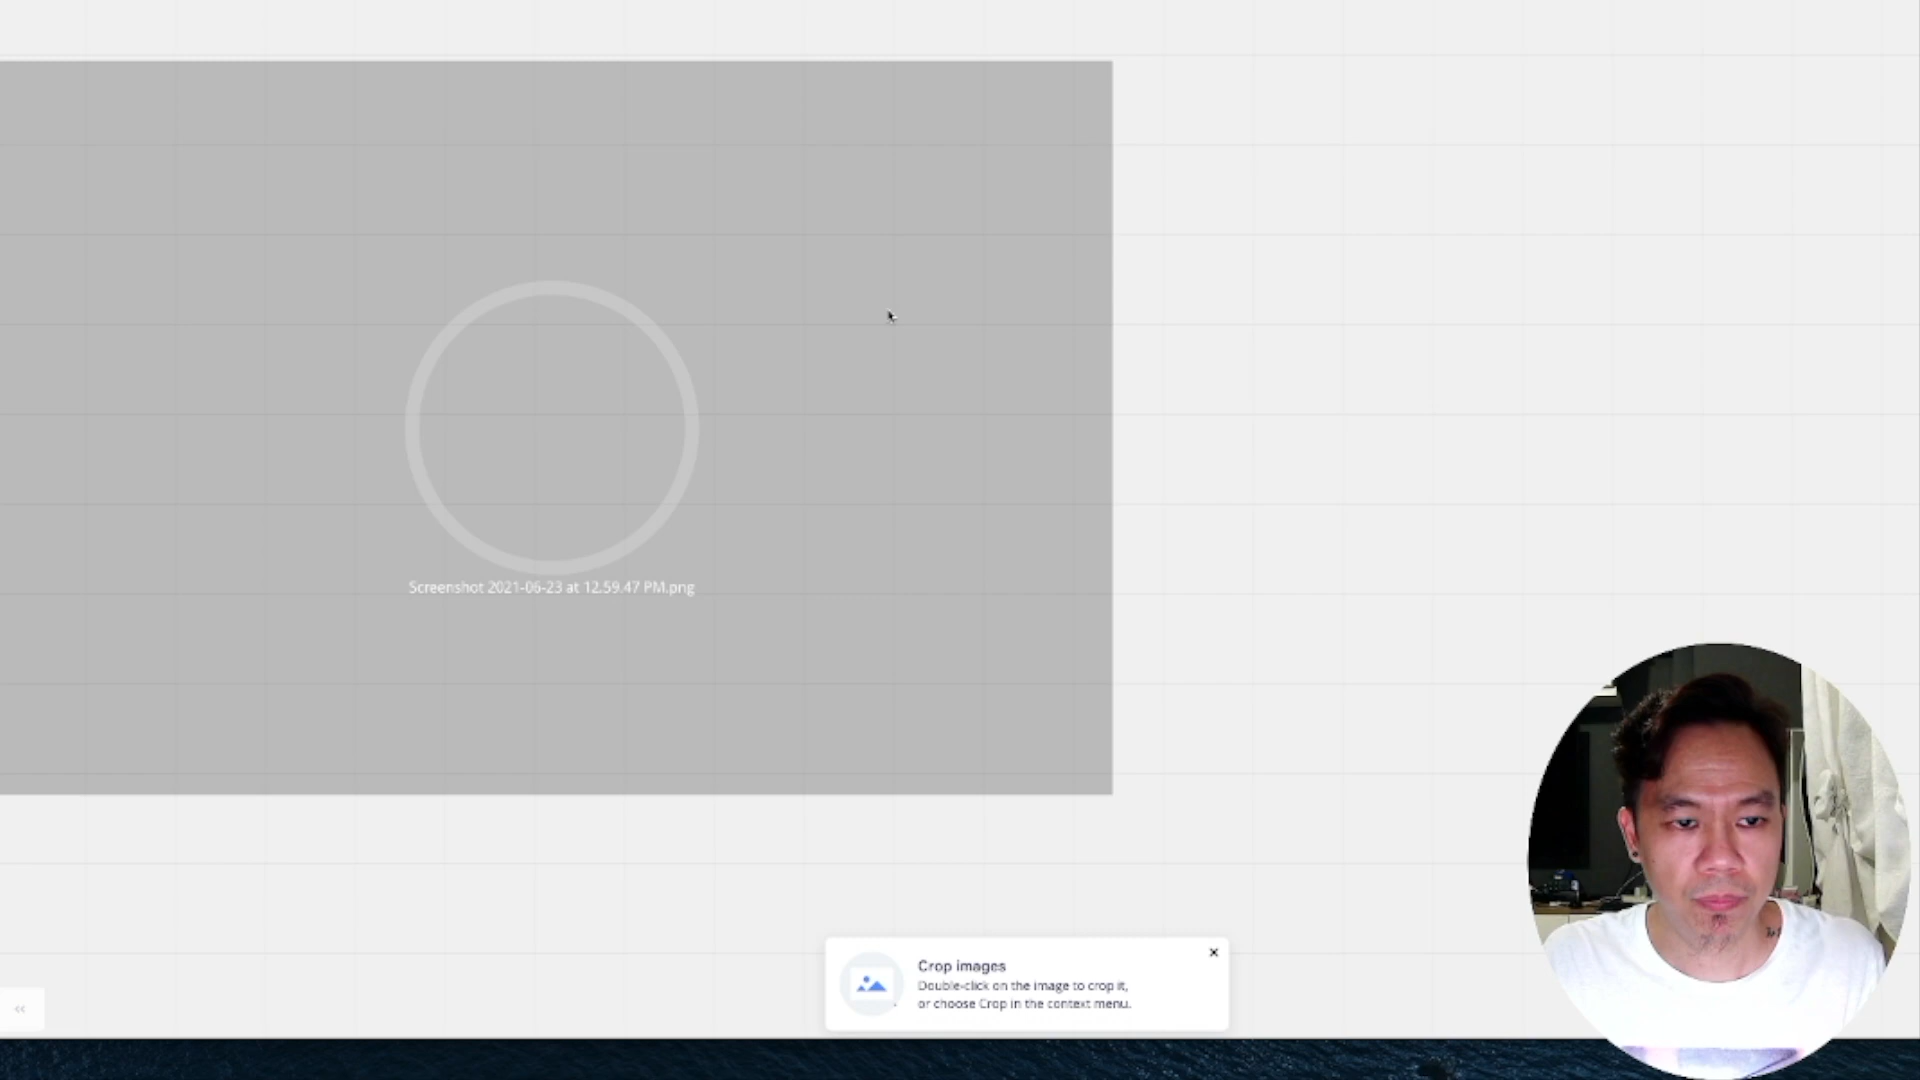 Screenshot 2021-06-23 at 12.59.47 PM.png
Crop images
Double-click on the image to crop it,
or choose Crop in the context menu.